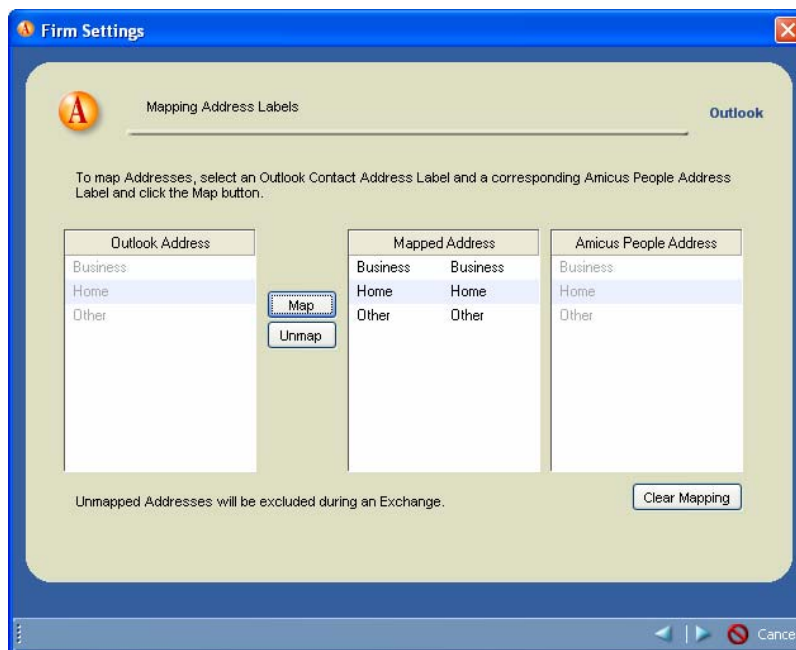 Firm Settings
A
Mapping Address Labels
Outlook
To map Addresses, select an Outlook Contact Address Label and a corresponding Amicus People Address
Label and click the Map button.
Outlook Address
Business
Home
Other
Map
Unmap
Mapped Address
Business Business
Home Home
Other Other
Amicus People Address
Business
Home
Other
Unmapped Addresses will be excluded during an Exchange.
Clear Mapping
Cance